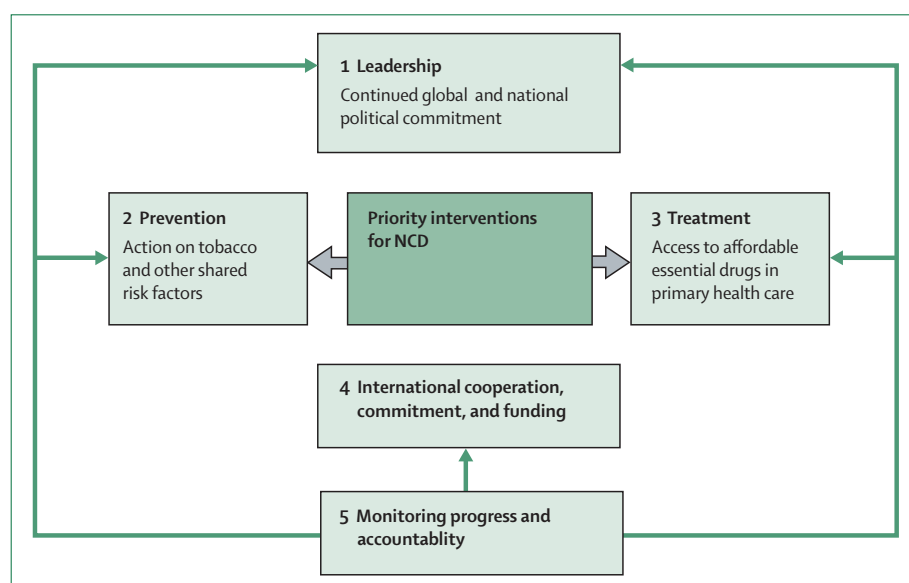 1 Leadership
Continued global and national
political commitment
2 Prevention
Action on tobacco
and other shared
risk factors
Priority interventions
for NCD
3 Treatment
Access to affordable
essential drugs in
primary health care
4 International cooperation,
commitment, and funding
5 Monitoring progress and
accountablity